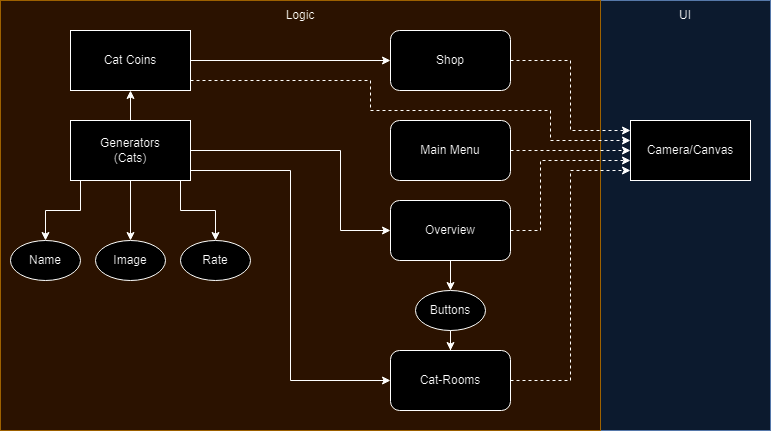 Logic
UI
Cat Coins
Shop
Generators
(Cats)
Main Menu
Camera/Canvas
Overview
Name
Image
Rate
Buttons
Cat-Rooms